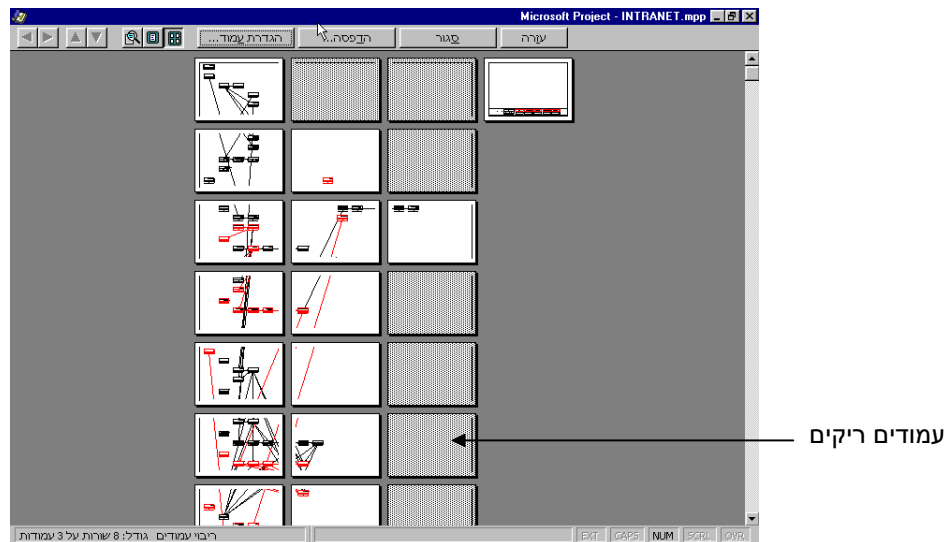 Microsoft Project - INTRANET.mpp
הגדרת עמוד...
הדפסה...
סגור
עזרה
עמודים ריקים
ריבוי עמודים גודל: 8 שורות על 3 עמודות
EXT CAPS NUM SCRL OVR